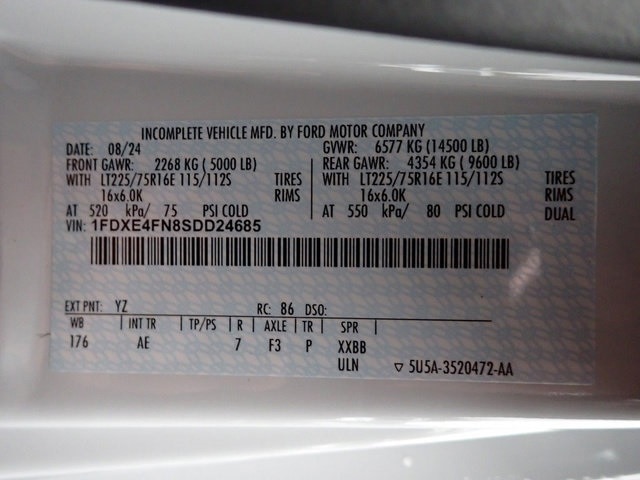 INCOMPLETE VEHICLE MFD. BY FORD MOTOR COMPANY
DATE: 08/24 GVWR: 6577 KG (14500 LB)
FRONT GAWR: 2268 KG ( 5000 LB) REAR GAWR: 4354 KG ( 9600 LB)
WITH LT225/75R16E 115/112S TIRES WITH LT225/75R16E 115/112S TIRES
16x6.0K RIMS 16x6.0K RIMS
AT 520 kPa/ 75 PSI COLD AT 550 kPa/ 80 PSI COLD DUAL
VIN: 1FDXE4FN8SDD24685
EXT PNT: YZ RC: 86 DSO:
WB INT TR TP/PS R AXLE TR SPR
176 AE 7 F3 P XXBB
ULN ▽ 5U5A-3520472-AA